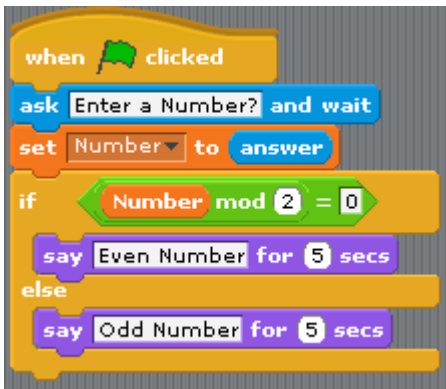 when clicked
ask Enter a Number? and wait
set Number to answer
if Number mod 2 = 0
say Even Number for 5 secs
else
say Odd Number for 5 secs